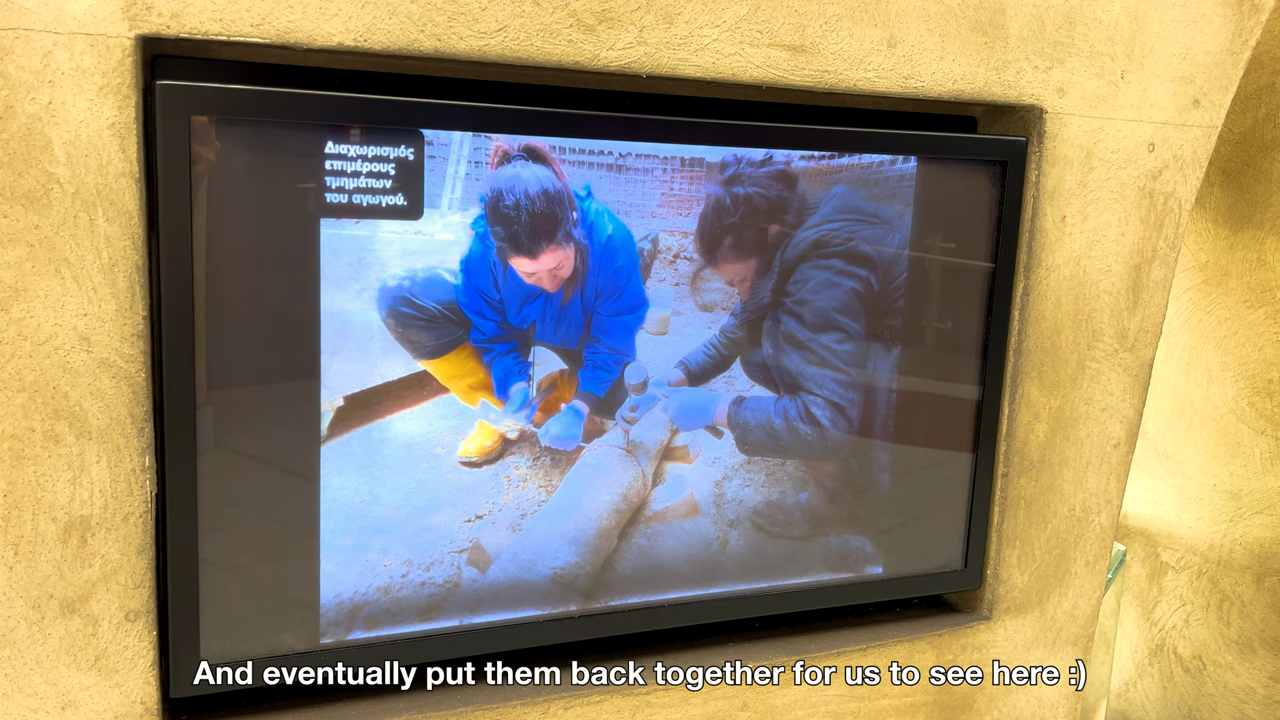 Διαχωρισμός
επιμέρους
τμημάτων
του αγωγού.
And eventually put them back together for us to see here :)